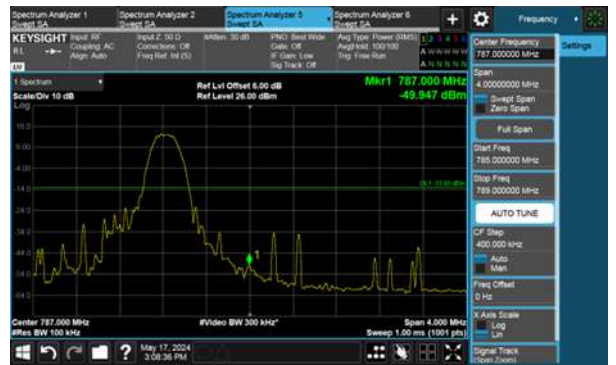 Spectrum Analyzer 1
Swept SA
Spectrum Analyzer 2
Swept SA
Spectrum Analyzer 5
Swept SA
Spectrum Analyzer 6
Swept SA
+
Frequency
KEYSIGHT
RL
Input: RF
Coupling: AC
Align: Auto
Input Z: 50 Ω
Corrections: Off
Freq Ref: Int (S)
#Atten: 30 dB
PNO: Best Wide
Gate: Off
IF Gain: Low
Sig Track: Off
Avg Type: Power (RMS)
Avg|Hold: 100/100
Trig: Free Run
1 2 3 4 5 6
A W W W W W
A N N N N N
1 Spectrum
Scale/Div 10 dB
Log
Ref Lvl Offset 6.00 dB
Ref Level 26.00 dBm
Mkr1 787.000 MHz
-49.947 dBm
16.0
6.00
-4.00
-14.0
-24.0
-34.0
-44.0
-54.0
-64.0
1
Center 787.000 MHz
#Res BW 100 kHz
#Video BW 300 kHz*
Span 4.000 MHz
Sweep 1.00 ms (1001 pts)
?
May 17, 2024
3:08:36 PM
Center Frequency
787.000000 MHz
Settings
Span
4.00000000 MHz
Swept Span
Zero Span
Full Span
Start Freq
785.000000 MHz
Stop Freq
789.000000 MHz
AUTO TUNE
CF Step
400.000 kHz
Auto
Man
Freq Offset
0 Hz
X Axis Scale
Log
Lin
Signal Track
(Span Zoom)